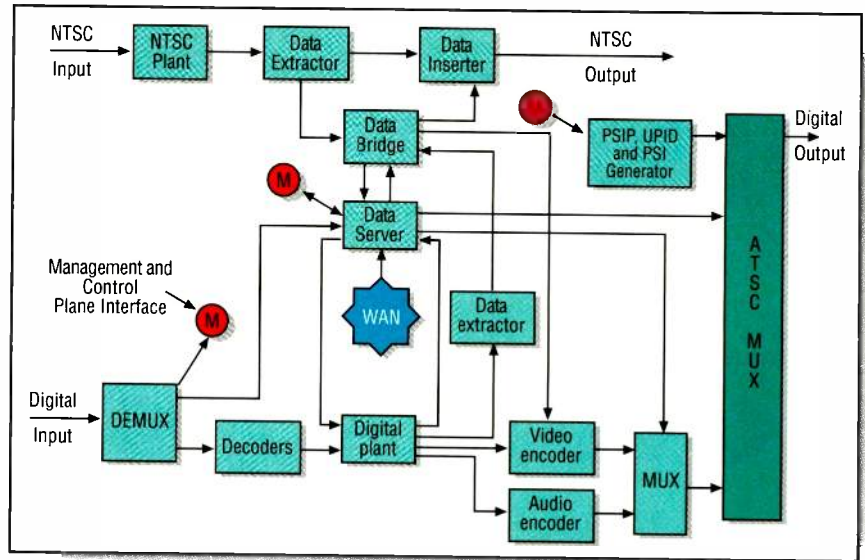 NTSC
Input
NTSC
Plant
Data
Extractor
Data
Inserter
NTSC
Output
M
PSIP, UPID
and PSI
Generator
Digital
Output
Data
Bridge
M
Data
Server
ATSC MUX
Management and
Control
Plane Interface
M
WAN
Data
extractor
Digital
Input
DEMUX
Decoders
Digital
plant
Video
encoder
MUX
Audio
encoder